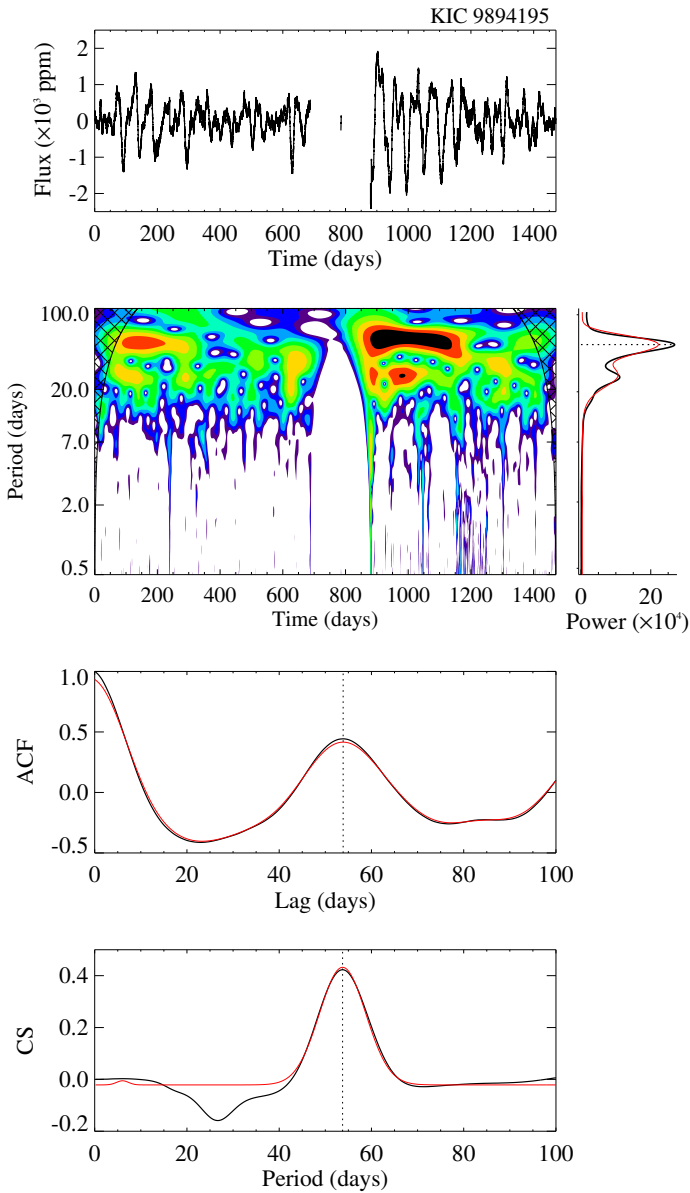 KIC 9894195
Flux (×10³ ppm)
2
1
0
-1
-2
0 200 400 600 800 1000 1200 1400
Time (days)
Period (days)
100.0
20.0
7.0
2.0
0.5
0 200 400 600 800 1000 1200 1400
Time (days)
0 20
Power (×10⁴)
ACF
1.0
0.5
0.0
-0.5
0 20 40 60 80 100
Lag (days)
CS
0.4
0.2
0.0
-0.2
0 20 40 60 80 100
Period (days)